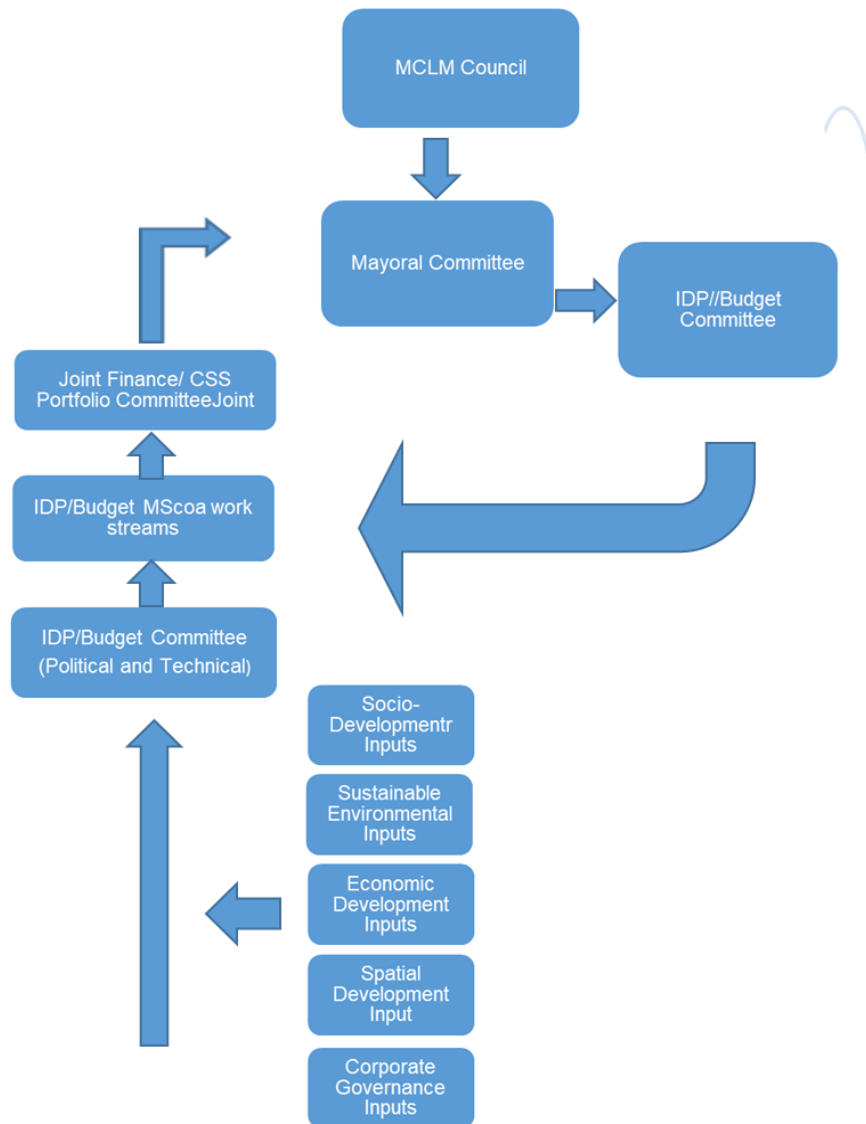 MCLM Council
Mayoral Committee
IDP//Budget
Committee
Joint Finance/ CSS
Portfolio CommitteeJoint
IDP/Budget MScoa work
streams
IDP/Budget Committee
(Political and Technical)
Socio-
Developmentr
Inputs
Sustainable
Environmental
Inputs
Economic
Development
Inputs
Spatial
Development
Input
Corporate
Governance
Inputs